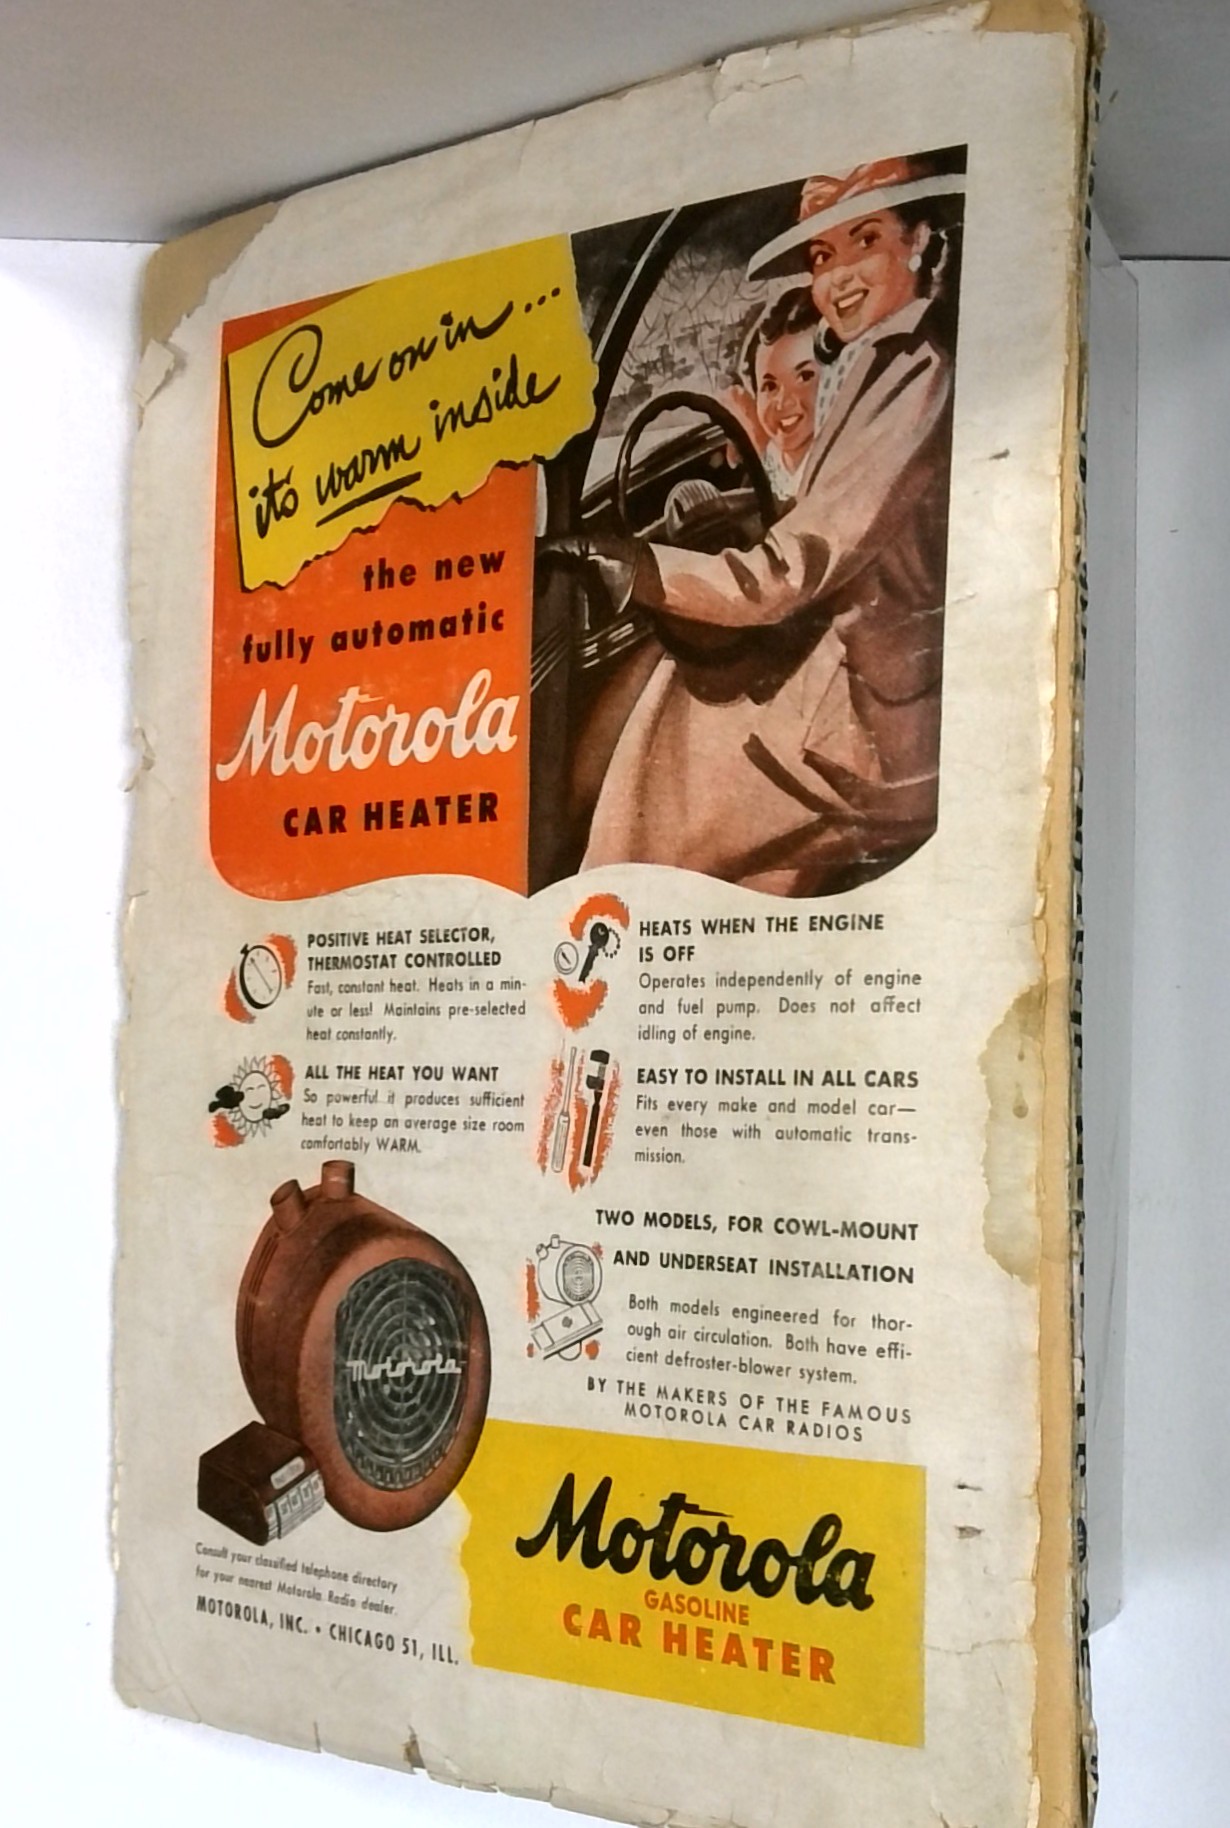 Come on in...
it's warm inside
the new
fully automatic
Motorola
CAR HEATER
POSITIVE HEAT SELECTOR,
THERMOSTAT CONTROLLED
Fast, constant heat. Heats in a min-
ute or less! Maintains pre-selected
heat constantly.
ALL THE HEAT YOU WANT
So powerful it produces sufficient
heat to keep an average size room
comfortably WARM.
HEATS WHEN THE ENGINE
IS OFF
Operates independently of engine
and fuel pump. Does not affect
idling of engine.
EASY TO INSTALL IN ALL CARS
Fits every make and model car—
even those with automatic trans-
mission.
TWO MODELS, FOR COWL-MOUNT
AND UNDERSEAT INSTALLATION
Both models engineered for thor-
ough air circulation. Both have effi-
cient defroster-blower system.
BY THE MAKERS OF THE FAMOUS
MOTOROLA CAR RADIOS
Motorola
Consult your classified telephone directory
for your nearest Motorola Radio dealer.
MOTOROLA, INC. • CHICAGO 51, ILL.
Motorola
GASOLINE
CAR HEATER